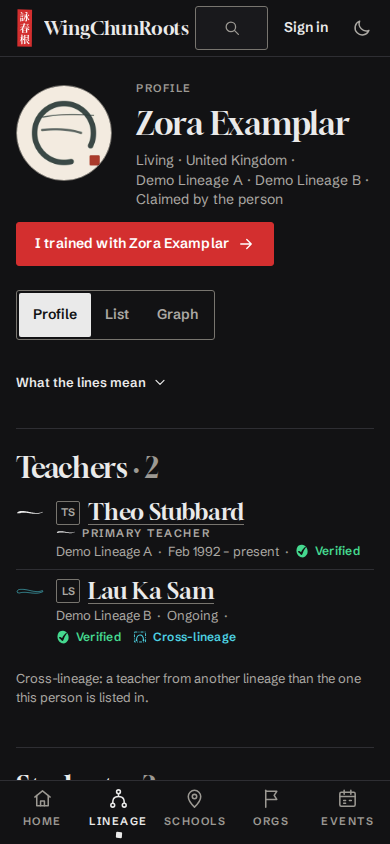 詠春根
WingChunRoots
Sign in
PROFILE
Zora Examplar
Living · United Kingdom ·
Demo Lineage A · Demo Lineage B ·
Claimed by the person
I trained with Zora Examplar →
Profile
List
Graph
What the lines mean
Teachers · 2
TS Theo Stubbard
PRIMARY TEACHER
Demo Lineage A · Feb 1992 – present · Verified
LS Lau Ka Sam
Demo Lineage B · Ongoing ·
Verified Cross-lineage
Cross-lineage: a teacher from another lineage than the one
this person is listed in.
HOME
LINEAGE
SCHOOLS
ORGS
EVENTS